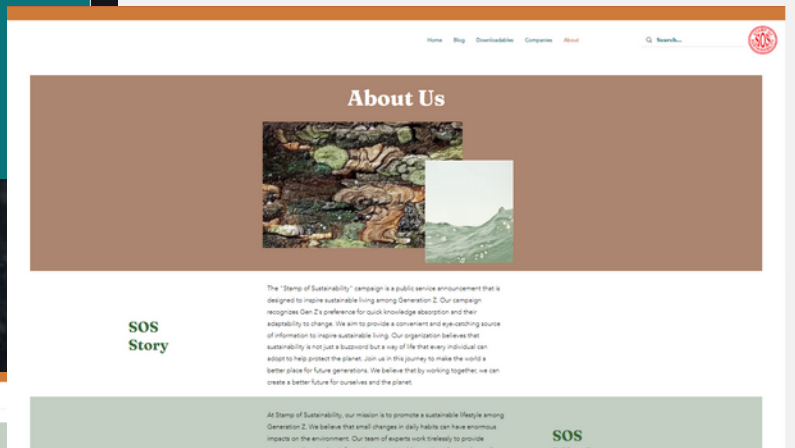 Home Blog Downloadables Companies About
Search...
SOS
About Us
The "Stamp of Sustainability" campaign is a public service announcement that is
designed to inspire sustainable living among Generation Z. Our campaign
recognizes Gen Z's preference for quick knowledge absorption and their
adaptability to change. We aim to provide a convenient and eye-catching source
of information to inspire sustainable living. Our organization believes that
sustainability is not just a buzzword but a way of life that every individual can
adopt to help protect the planet. Join us in this journey to make the world a
better place for future generations. We believe that by working together, we can
create a better future for ourselves and the planet.
SOS
Story
At Stamp of Sustainability, our mission is to promote a sustainable lifestyle among
Generation Z. We believe that small changes in daily habits can have enormous
impacts on the environment. Our team of experts work tirelessly to provide
SOS